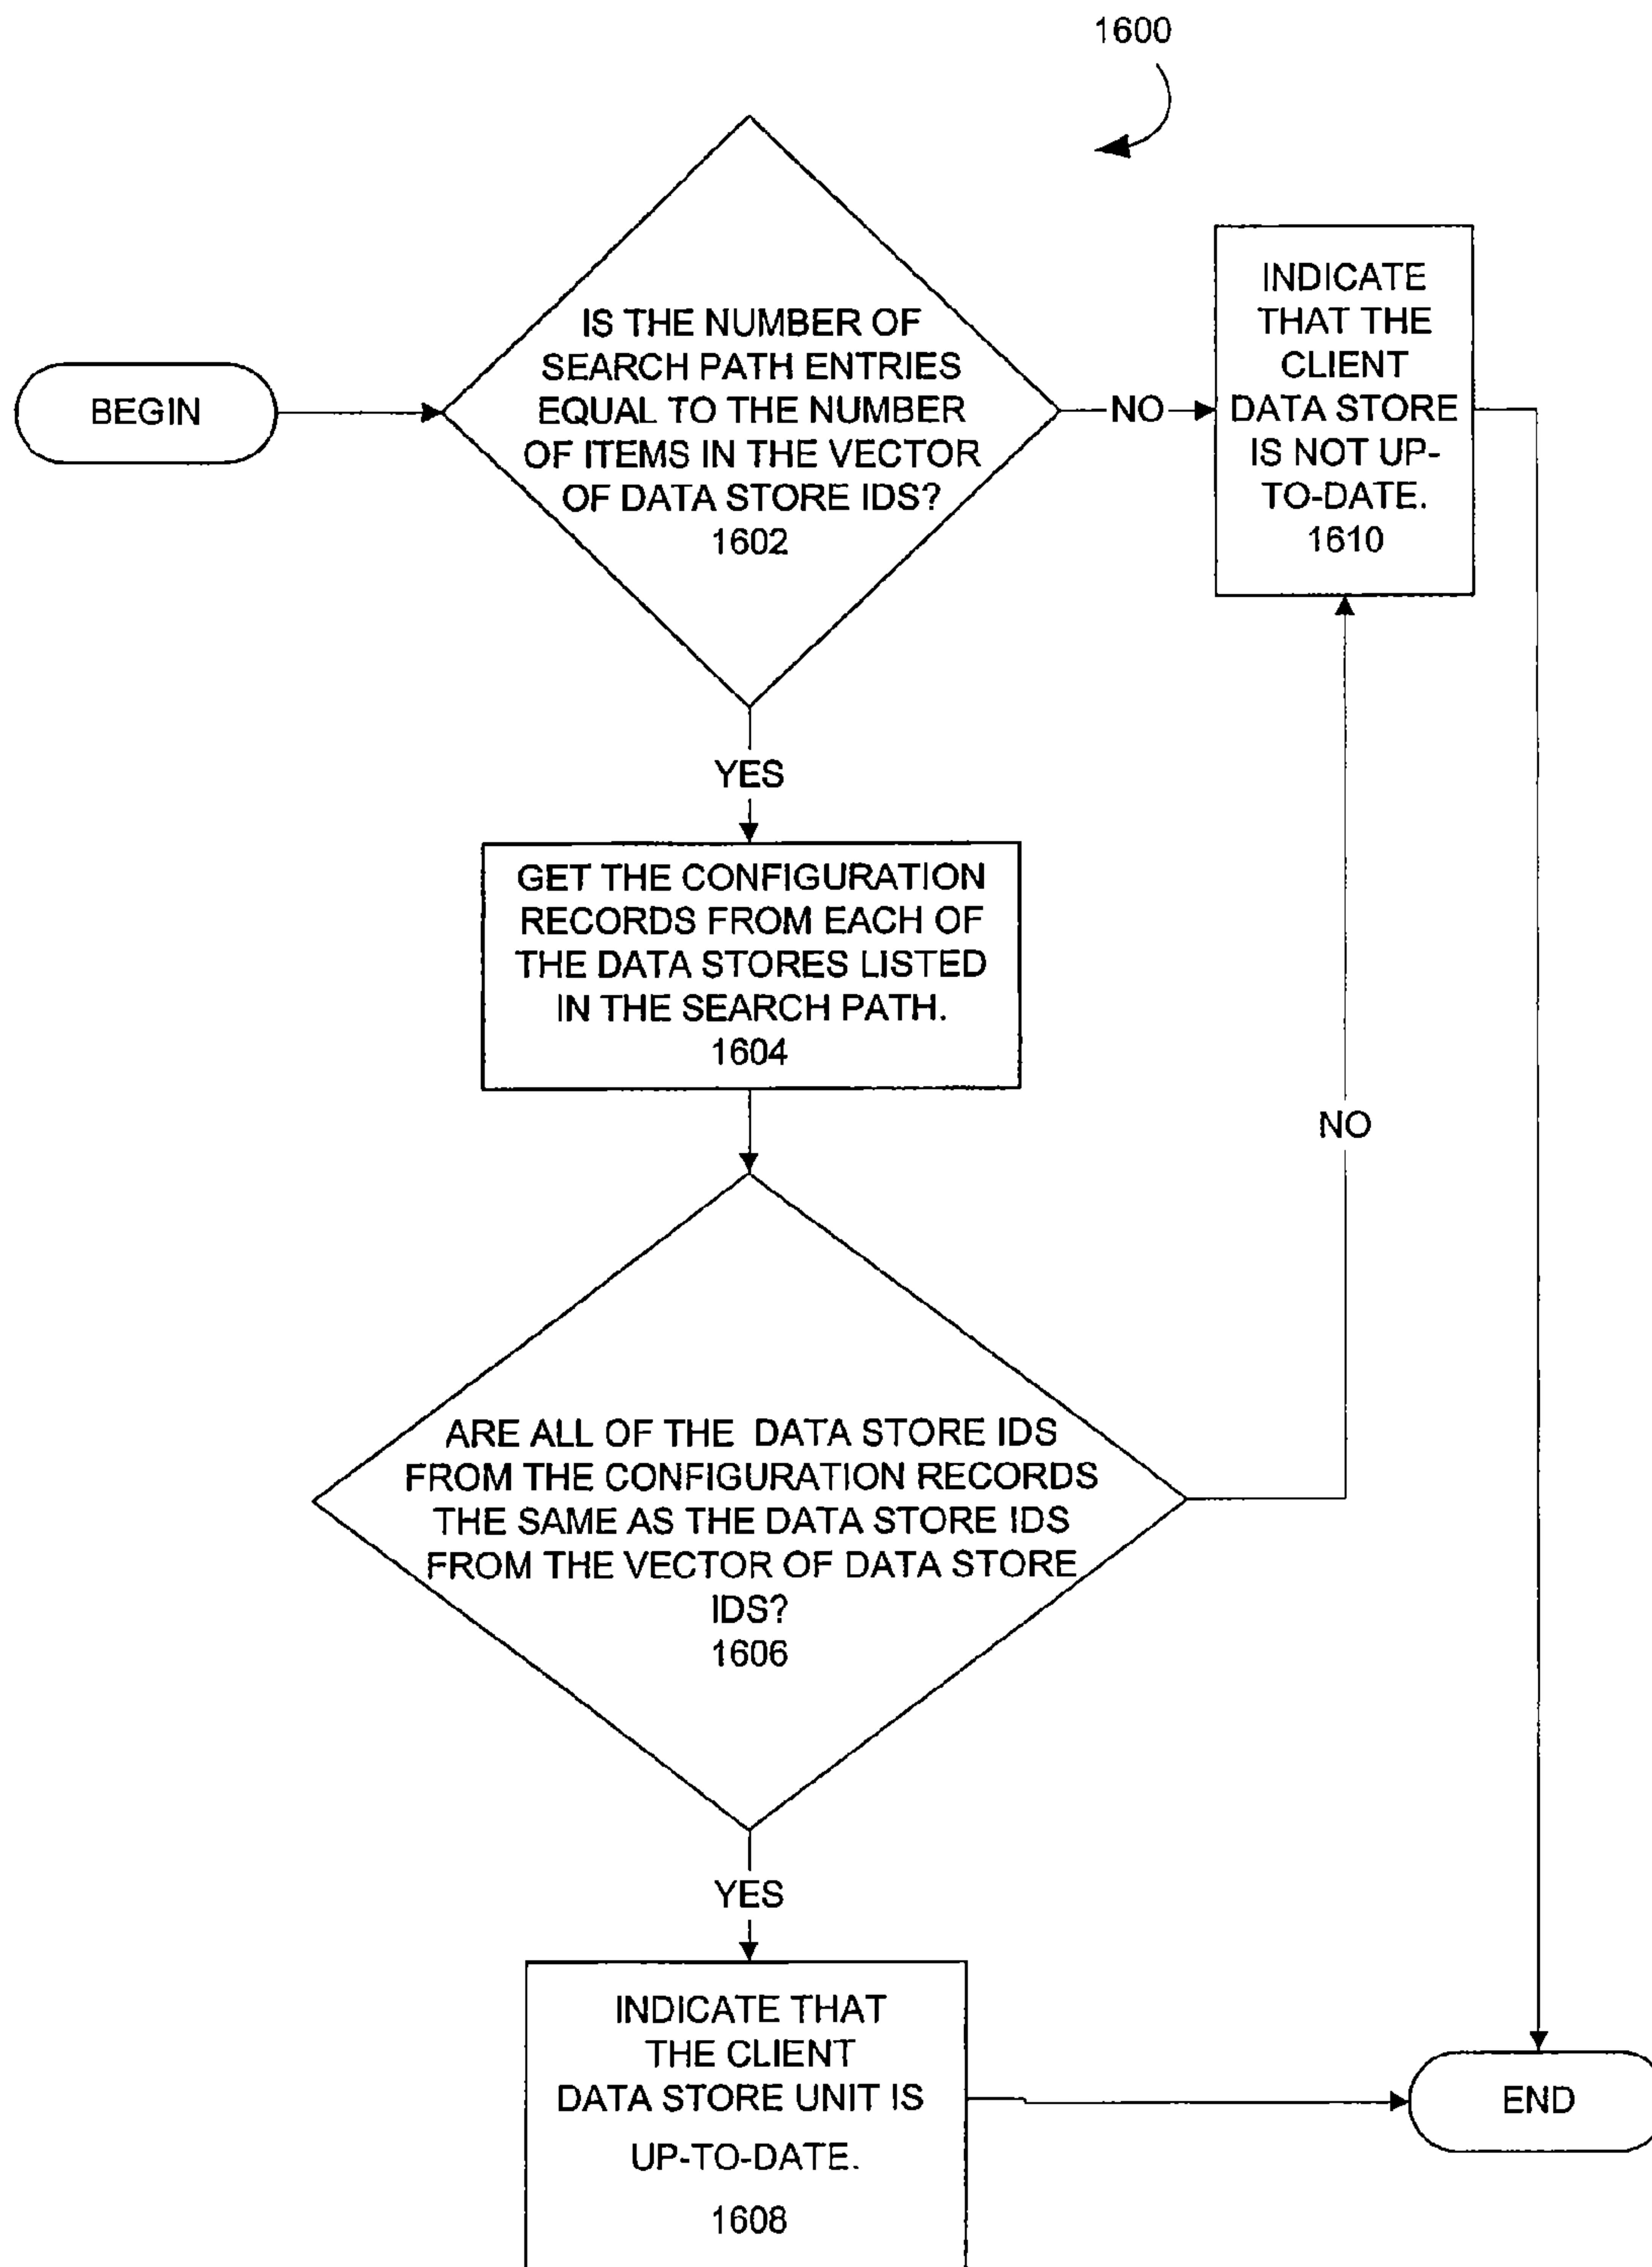 1600
BEGIN
IS THE NUMBER OF
SEARCH PATH ENTRIES
EQUAL TO THE NUMBER
OF ITEMS IN THE VECTOR
OF DATA STORE IDS?
1602
NO
INDICATE
THAT THE
CLIENT
DATA STORE
IS NOT UP-
TO-DATE.
1610
YES
GET THE CONFIGURATION
RECORDS FROM EACH OF
THE DATA STORES LISTED
IN THE SEARCH PATH.
1604
NO
ARE ALL OF THE DATA STORE IDS
FROM THE CONFIGURATION RECORDS
THE SAME AS THE DATA STORE IDS
FROM THE VECTOR OF DATA STORE
IDS?
1606
YES
INDICATE THAT
THE CLIENT
DATA STORE UNIT IS
UP-TO-DATE.
1608
END